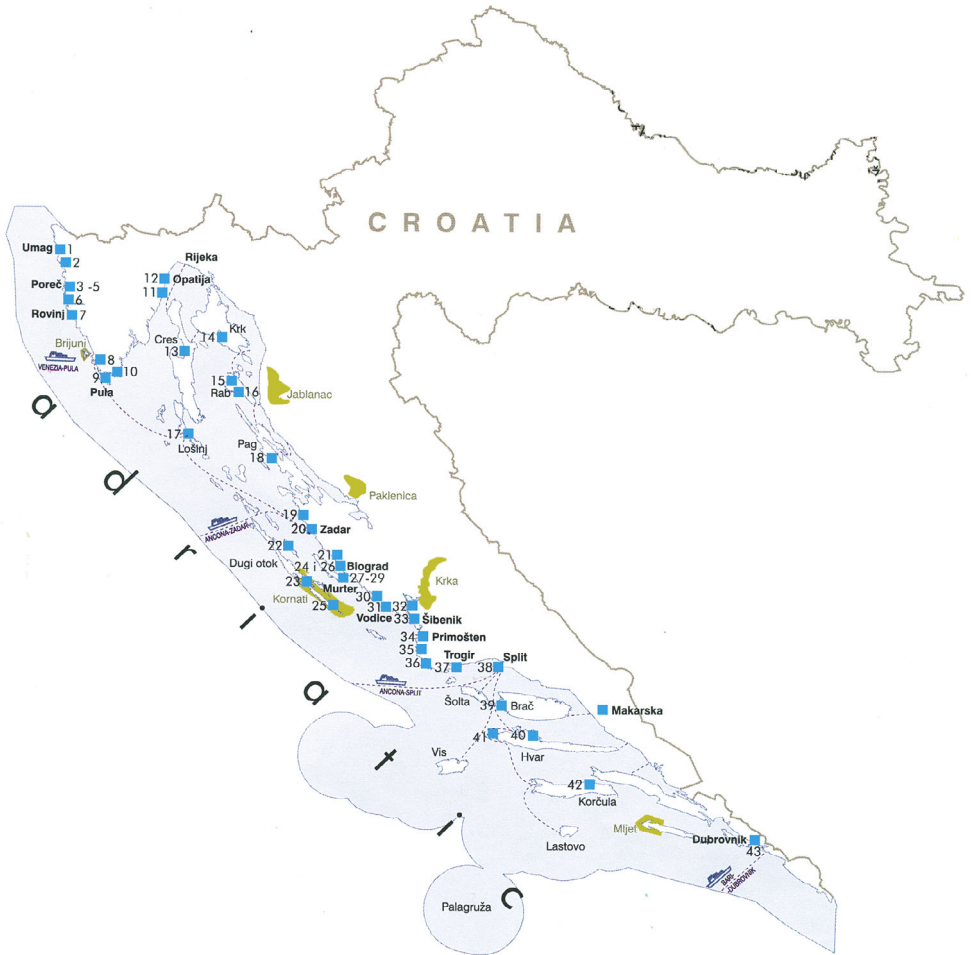 CROATIA
Umag 1
2
Poreč 3 -5
6
Rovinj 7
Rijeka
12 Opatija
11
Krk
14
Cres
13
Brijuni
8
VENEZIA-PULA
10
9
Pula
15
Rab 16
Jablanac
17
Lošinj
Pag
18
Paklenica
19
20 Zadar
ANCONA-ZADAR
22
21
Dugi otok
24 i 26 Biograd
27-29
23
Murter
Krka
Kornati
25
30
31 32
Vodice 33 Šibenik
34 Primošten
35
36
Trogir
37
Split
38
ANCONA-SPLIT
Šolta
39 Brač
Makarska
41 40
Vis
Hvar
42
Korčula
Mljet
Lastovo
Dubrovnik
43
BARI-
-DUBROVNIK
Palagruža
adriatic